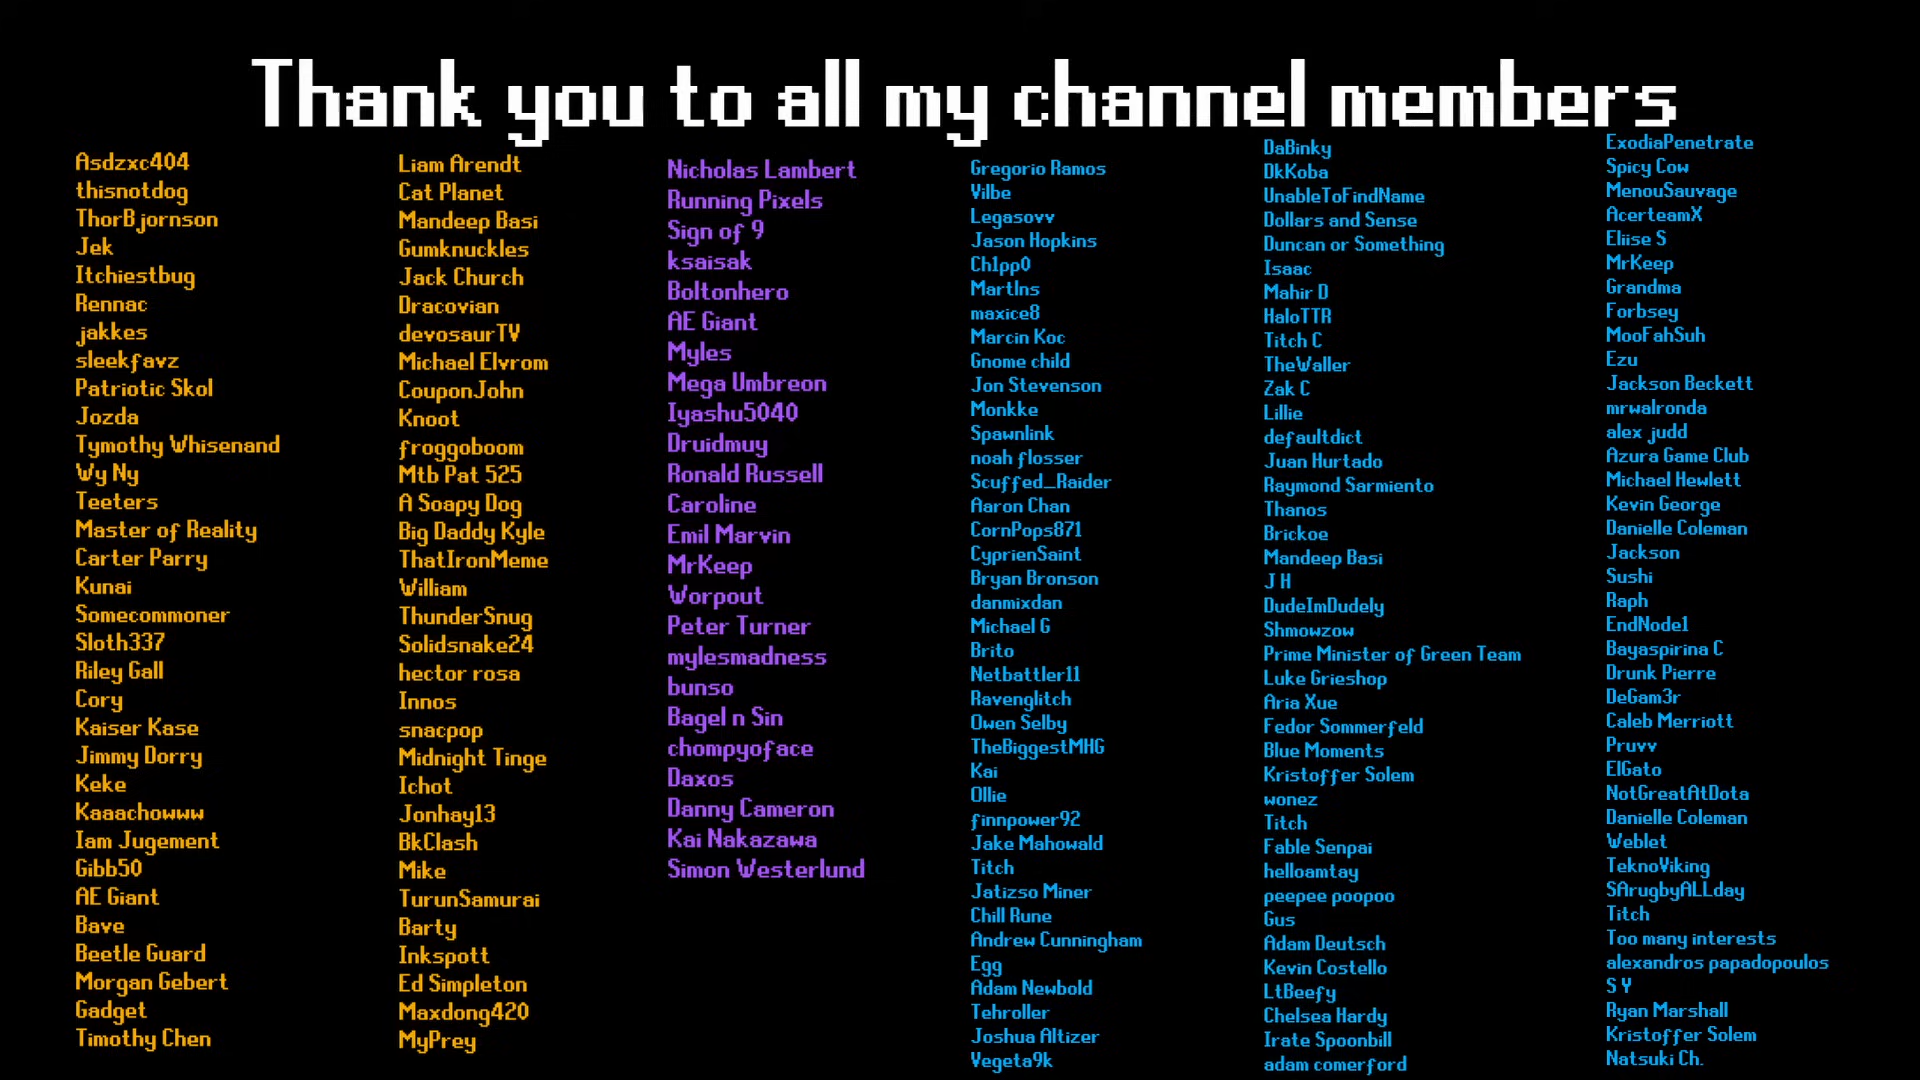 Thank you to all my channel members
Asdzxc404
thisnotdog
ThorBjornson
Jek
Itchiestbug
Rennac
jakkes
sleekfavz
Patriotic Skol
Jozda
Tymothy Whisenand
Wy Ny
Teeters
Master of Reality
Carter Parry
Kunai
Somecommoner
Sloth337
Riley Gall
Cory
Kaiser Kase
Jimmy Dorry
Keke
Kaaachowww
Iam Jugement
Gibb50
AE Giant
Bave
Beetle Guard
Morgan Gebert
Gadget
Timothy Chen
Liam Arendt
Cat Planet
Mandeep Basi
Gumknuckles
Jack Church
Dracovian
devosaurTV
Michael Elvrom
CouponJohn
Knoot
froggoboom
Mtb Pat 525
A Soapy Dog
Big Daddy Kyle
ThatIronMeme
William
ThunderSnug
Solidsnake24
hector rosa
Innos
snacpop
Midnight Tinge
Ichot
Jonhay13
BkClash
Mike
TurunSamurai
Barty
Inkspott
Ed Simpleton
Maxdong420
MyPrey
Nicholas Lambert
Running Pixels
Sign of 9
ksaisak
Boltonhero
AE Giant
Myles
Mega Umbreon
Iyashu5040
Druidmuy
Ronald Russell
Caroline
Emil Marvin
MrKeep
Worpout
Peter Turner
mylesmadness
bunso
Bagel n Sin
chompyoface
Daxos
Danny Cameron
Kai Nakazawa
Simon Westerlund
Gregorio Ramos
Vilbe
Legasovv
Jason Hopkins
Ch1pp0
MartIns
maxice8
Marcin Koc
Gnome child
Jon Stevenson
Monkke
Spawnlink
noah flosser
Scuffed_Raider
Aaron Chan
CornPops871
CyprienSaint
Bryan Bronson
danmixdan
Michael G
Brito
Netbattler11
Ravenglitch
Owen Selby
TheBiggestMHG
Kai
Ollie
finnpower92
Jake Mahowald
Titch
Jatizso Miner
Chill Rune
Andrew Cunningham
Egg
Adam Newbold
Tehroller
Joshua Altizer
Vegeta9k
DaBinky
DkKoba
UnableToFindName
Dollars and Sense
Duncan or Something
Isaac
Mahir D
HaloTTR
Titch C
TheWaller
Zak C
Lillie
defaultdict
Juan Hurtado
Raymond Sarmiento
Thanos
Brickoe
Mandeep Basi
J H
DudeImDudely
Shmowzow
Prime Minister of Green Team
Luke Grieshop
Aria Xue
Fedor Sommerfeld
Blue Moments
Kristoffer Solem
wonez
Titch
Fable Senpai
helloamtay
peepee poopoo
Gus
Adam Deutsch
Kevin Costello
LtBeefy
Chelsea Hardy
Irate Spoonbill
adam comerford
ExodiaPenetrate
Spicy Cow
MenouSauvage
AcerteamX
Eliise S
MrKeep
Grandma
Forbsey
MooFahSuh
Ezu
Jackson Beckett
mrwalronda
alex judd
Azura Game Club
Michael Hewlett
Kevin George
Danielle Coleman
Jackson
Sushi
Raph
EndNode1
Bayaspirina C
Drunk Pierre
DeGam3r
Caleb Merriott
Pruvv
ElGato
NotGreatAtDota
Danielle Coleman
Weblet
TeknoViking
SArugbyALLday
Titch
Too many interests
alexandros papadopoulos
S Y
Ryan Marshall
Kristoffer Solem
Natsuki Ch.